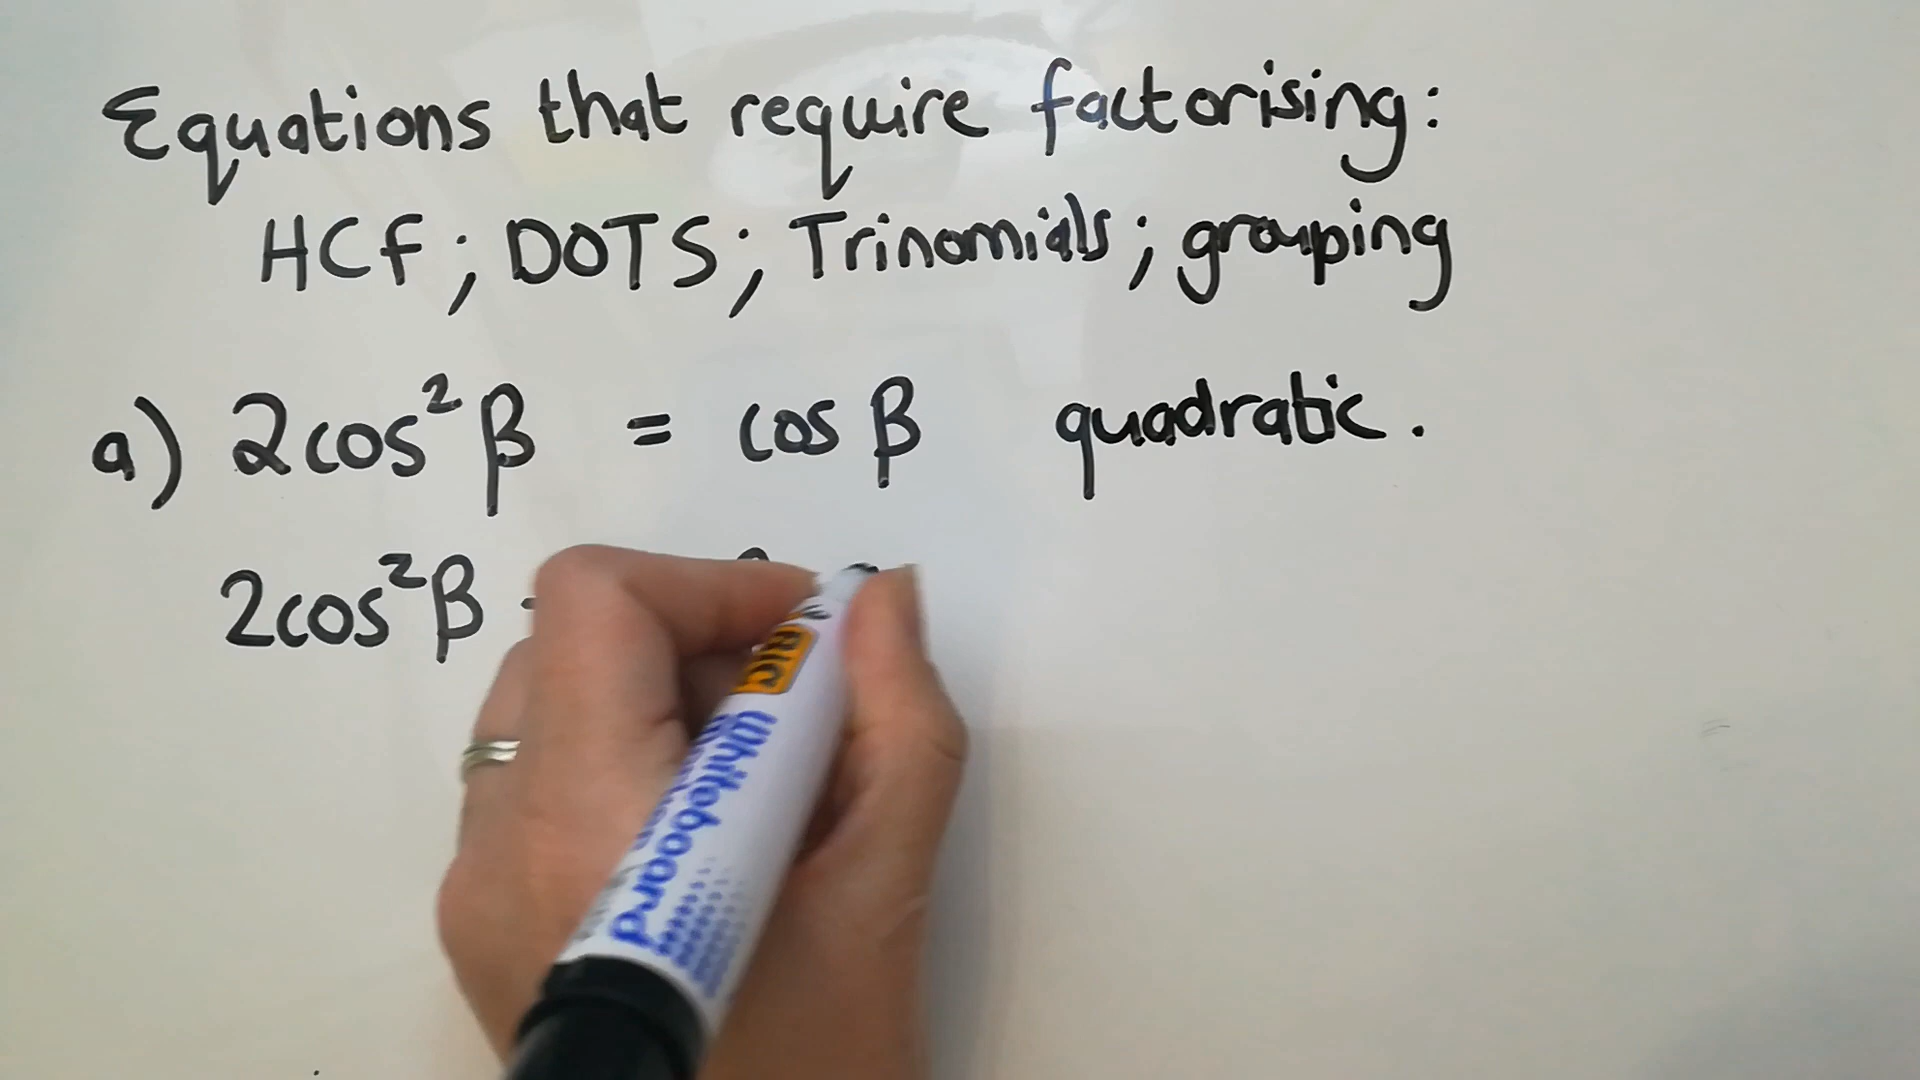 Equations that require factorising:
HCf; DOTS; Trinomials; grouping
a) 2cos²β = cos β quadratic.
2cos²β -
BIC
Whiteboard